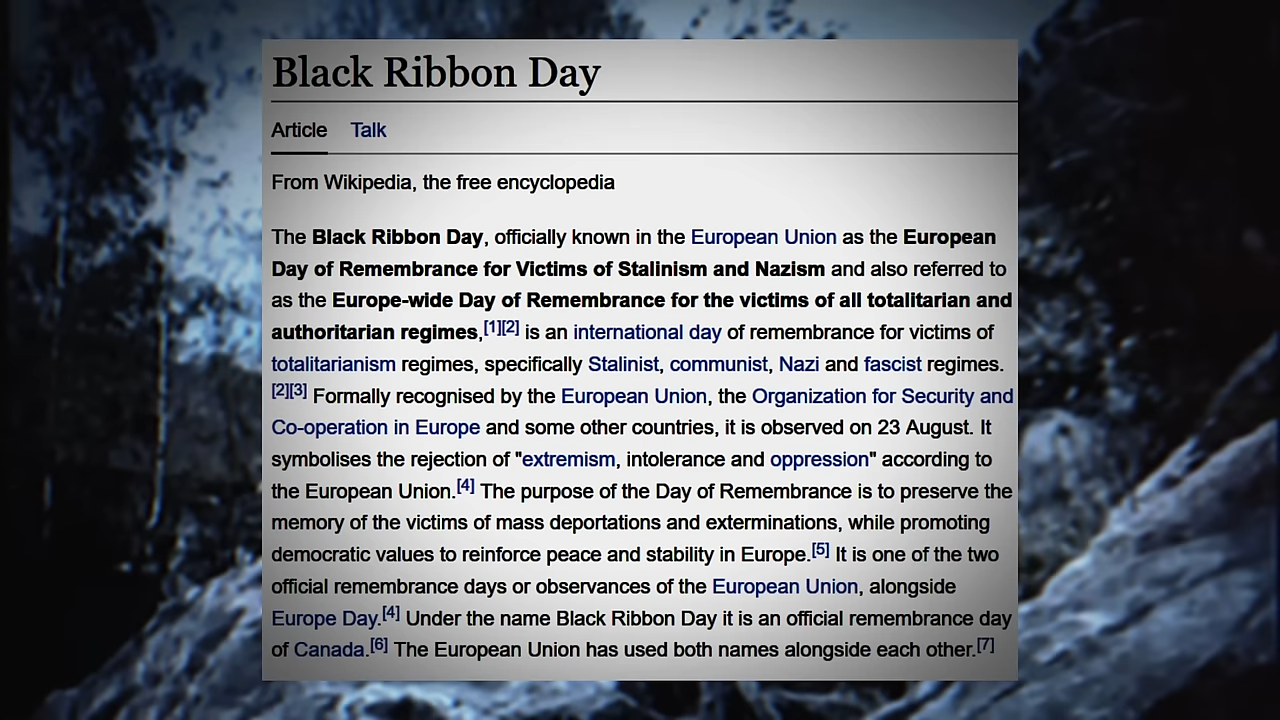 Black Ribbon Day
Article Talk
From Wikipedia, the free encyclopedia
The Black Ribbon Day, officially known in the European Union as the European
Day of Remembrance for Victims of Stalinism and Nazism and also referred to
as the Europe-wide Day of Remembrance for the victims of all totalitarian and
authoritarian regimes,[1][2] is an international day of remembrance for victims of
totalitarianism regimes, specifically Stalinist, communist, Nazi and fascist regimes.
[2][3] Formally recognised by the European Union, the Organization for Security and
Co-operation in Europe and some other countries, it is observed on 23 August. It
symbolises the rejection of "extremism, intolerance and oppression" according to
the European Union.[4] The purpose of the Day of Remembrance is to preserve the
memory of the victims of mass deportations and exterminations, while promoting
democratic values to reinforce peace and stability in Europe.[5] It is one of the two
official remembrance days or observances of the European Union, alongside
Europe Day.[4] Under the name Black Ribbon Day it is an official remembrance day
of Canada.[6] The European Union has used both names alongside each other.[7]